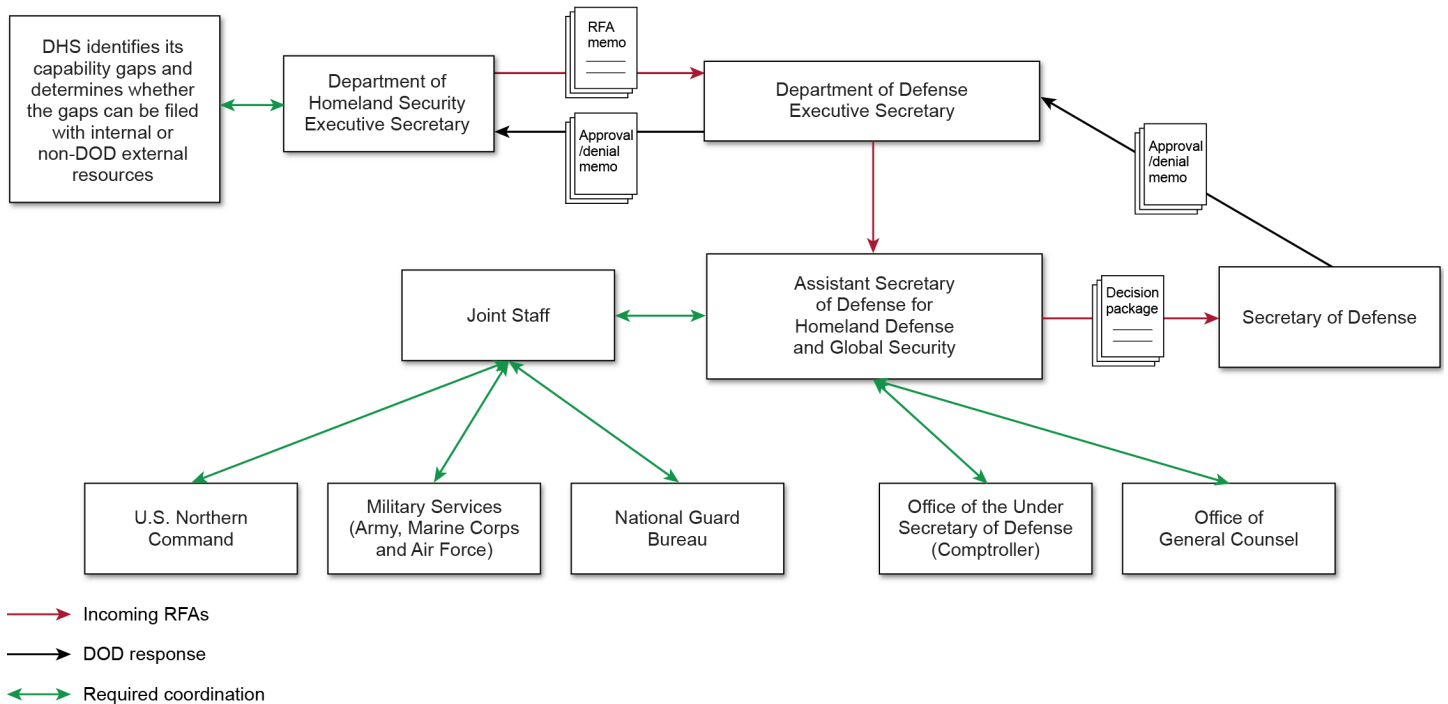 DHS identifies its
capability gaps and
determines whether
the gaps can be filed
with internal or
non-DOD external
resources
Department of
Homeland Security
Executive Secretary
RFA
memo
Approval
/denial
memo
Department of Defense
Executive Secretary
Approval
/denial
memo
Joint Staff
Assistant Secretary
of Defense for
Homeland Defense
and Global Security
Decision
package
Secretary of Defense
U.S. Northern
Command
Military Services
(Army, Marine Corps
and Air Force)
National Guard
Bureau
Office of the Under
Secretary of Defense
(Comptroller)
Office of
General Counsel
Incoming RFAs
DOD response
Required coordination